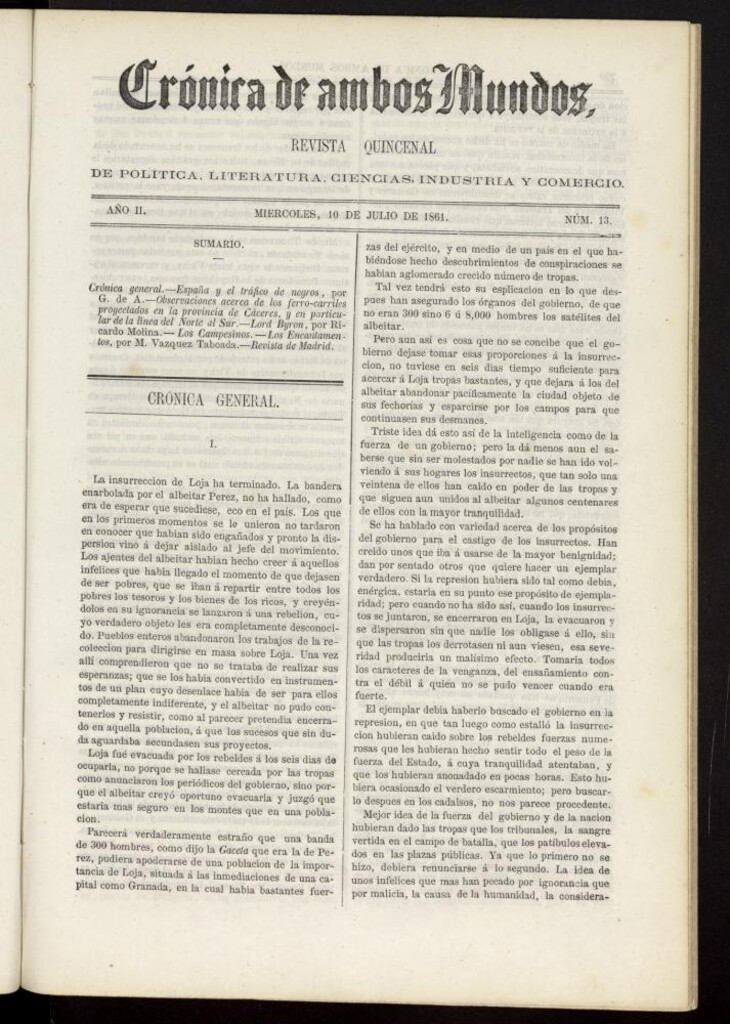 Crónica de ambos Mundos,
REVISTA QUINCENAL
DE POLITICA, LITERATURA, CIENCIAS, INDUSTRIA Y COMERCIO.
AÑO II.
MIERCOLES, 10 DE JULIO DE 1861.
NÚM. 13.
SUMARIO.
Crónica general.—España y el tráfico de negros, por
G. de A.—Observaciones acerca de los ferro-carriles
proyectados en la provincia de Cáceres, y en particu-
lar de la línea del Norte al Sur.—Lord Byron, por Ri-
cardo Molina.—Los Campesinos.—Los Encantamen-
tos, por M. Vazquez Taboada.—Revista de Madrid.
CRÓNICA GENERAL.
I.
La insurreccion de Loja ha terminado. La bandera
enarbolada por el albeitar Perez, no ha hallado, como
era de esperar que sucediese, eco en el país. Los que
en los primeros momentos se le unieron no tardaron
en conocer que habian sido engañados y pronto la dis-
persion vino á dejar aislado al jefe del movimiento.
Los ajentes del albeitar habian hecho creer á aquellos
infelices que habia llegado el momento de que dejasen
de ser pobres, que se iban á repartir entre todos los
pobres los tesoros y los bienes de los ricos, y creyén-
dolos en su ignorancia se lanzaron á una rebelion, cu-
yo verdadero objeto les era completamente desconoci-
do. Pueblos enteros abandonaron los trabajos de la re-
coleccion para dirigirse en masa sobre Loja. Una vez
allí comprendieron que no se trataba de realizar sus
esperanzas; que se los habia convertido en instrumen-
tos de un plan cuyo desenlace habia de ser para ellos
completamente indiferente, y el albeitar no pudo con-
tenerlos y resistir, como al parecer pretendia encerra-
do en aquella poblacion, á que los sucesos que sin du-
da aguardaba secundasen sus proyectos.
Loja fué evacuada por los rebeldes á los seis dias de
ocuparla, no porque se hallase cercada por las tropas
como anunciaron los periódicos del gobierno, sino por-
que el albeitar creyó oportuno evacuarla y juzgó que
estaria mas seguro en los montes que en una pobla-
cion.
Parecerá verdaderamente estraño que una banda
de 300 hombres, como dijo la Gaceta que era la de Pe-
rez, pudiera apoderarse de una poblacion de la impor-
tancia de Loja, situada á las inmediaciones de una ca-
pital como Granada, en la cual habia bastantes fuer-
zas del ejército, y en medio de un pais en el que ha-
biéndose hecho descubrimientos de conspiraciones se
habian aglomerado crecido número de tropas.
Tal vez tendrá esto su esplicacion en lo que des-
pues han asegurado los órganos del gobierno, de que
no eran 300 sino 6 ú 8,000 hombres los satélites del
albeitar.
Pero aun así es cosa que no se concibe que el go-
bierno dejase tomar esas proporciones á la insurrec-
cion, no tuviese en seis dias tiempo suficiente para
acercar á Loja tropas bastantes, y que dejara á los del
albeitar abandonar pacíficamente la ciudad objeto de
sus fechorias y esparcirse por los campos para que
continuasen sus desmanes.
Triste idea dá esto así de la inteligencia como de la
fuerza de un gobierno; pero la dá menos aun el sa-
berse que sin ser molestados por nadie se han ido vol-
viendo á sus hogares los insurrectos, que tan solo una
veintena de ellos han caido en poder de las tropas y
que siguen aun unidos al albeitar algunos centenares
de ellos con la mayor tranquilidad.
Se ha hablado con variedad acerca de los propósitos
del gobierno para el castigo de los insurrectos. Han
creido unos que iba á usarse de la mayor benignidad;
dan por sentado otros que quiere hacer un ejemplar
verdadero. Si la represion hubiera sido tal como debia,
enérgica, estaria en su punto ese propósito de ejempla-
ridad; pero cuando no ha sido así, cuando los insurrec-
tos se juntaron, se encerraron en Loja, la evacuaron y
se dispersaron sin que nadie los obligase á ello, sin
que las tropas los derrotasen ni aun viesen, esa seve-
ridad produciria un malísimo efecto. Tomaria todos
los caracteres de la venganza, del ensañamiento con-
tra el débil á quien no se pudo vencer cuando era
fuerte.
El ejemplar debia haberlo buscado el gobierno en la
represion, en que tan luego como estalló la insurrec-
cion hubieran caido sobre los rebeldes fuerzas nume-
rosas que les hubieran hecho sentir todo el peso de la
fuerza del Estado, á cuya tranquilidad atentaban, y
que los hubieran anonadado en pocas horas. Esto hu-
biera ocasionado el verdero escarmiento; pero buscar-
lo despues en los cadalsos, no nos parece procedente.
Mejor idea de la fuerza del gobierno y de la nacion
hubieran dado las tropas que los tribunales, la sangre
vertida en el campo de batalla, que los patíbulos eleva-
dos en las plazas públicas. Ya que lo primero no se
hizo, debiera renunciarse á lo segundo. La idea de
unos infelices que mas han pecado por ignorancia que
por malicia, la causa de la humanidad, la considera-